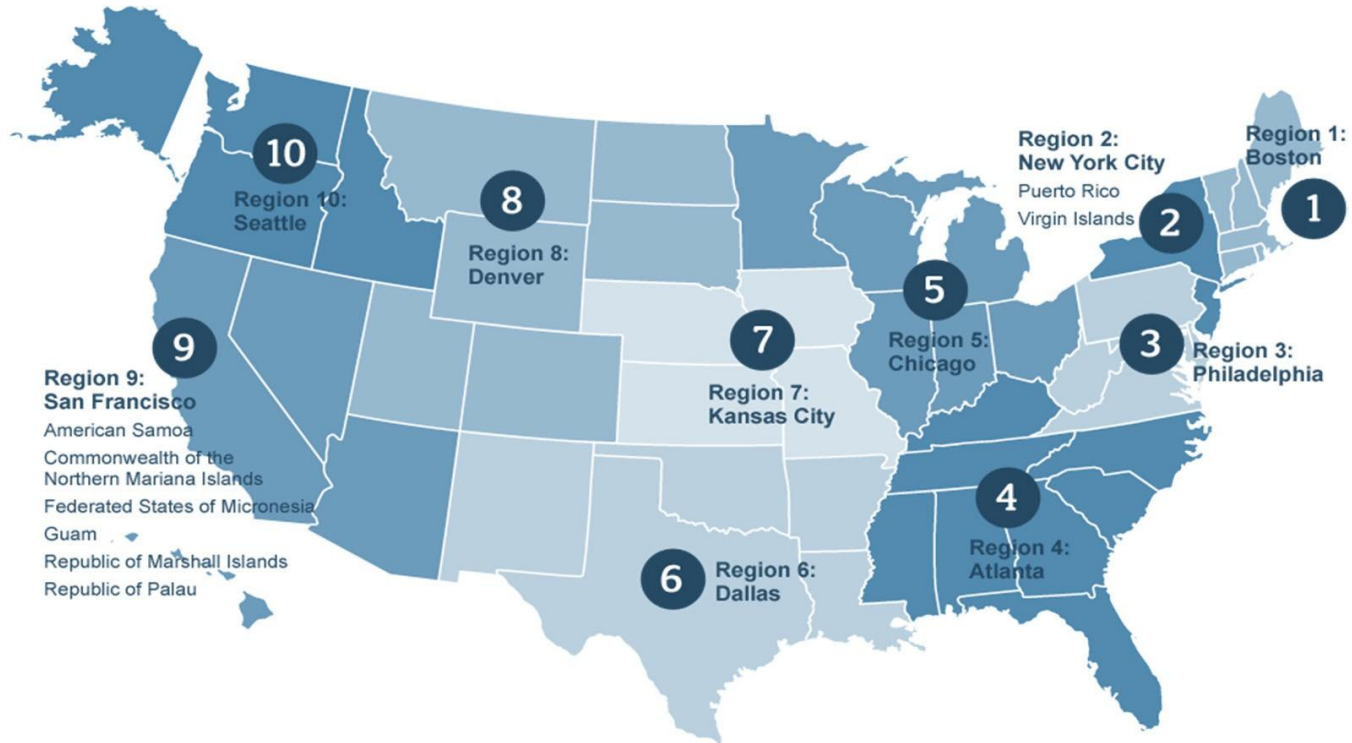 10
Region 10:
Seattle
8
Region 8:
Denver
9
Region 9:
San Francisco
American Samoa
Commonwealth of the
Northern Mariana Islands
Federated States of Micronesia
Guam
Republic of Marshall Islands
Republic of Palau
7
Region 7:
Kansas City
6
Region 6:
Dallas
5
Region 5:
Chicago
4
Region 4:
Atlanta
Region 2:
New York City
Puerto Rico
Virgin Islands
2
Region 1:
Boston
1
3
Region 3:
Philadelphia